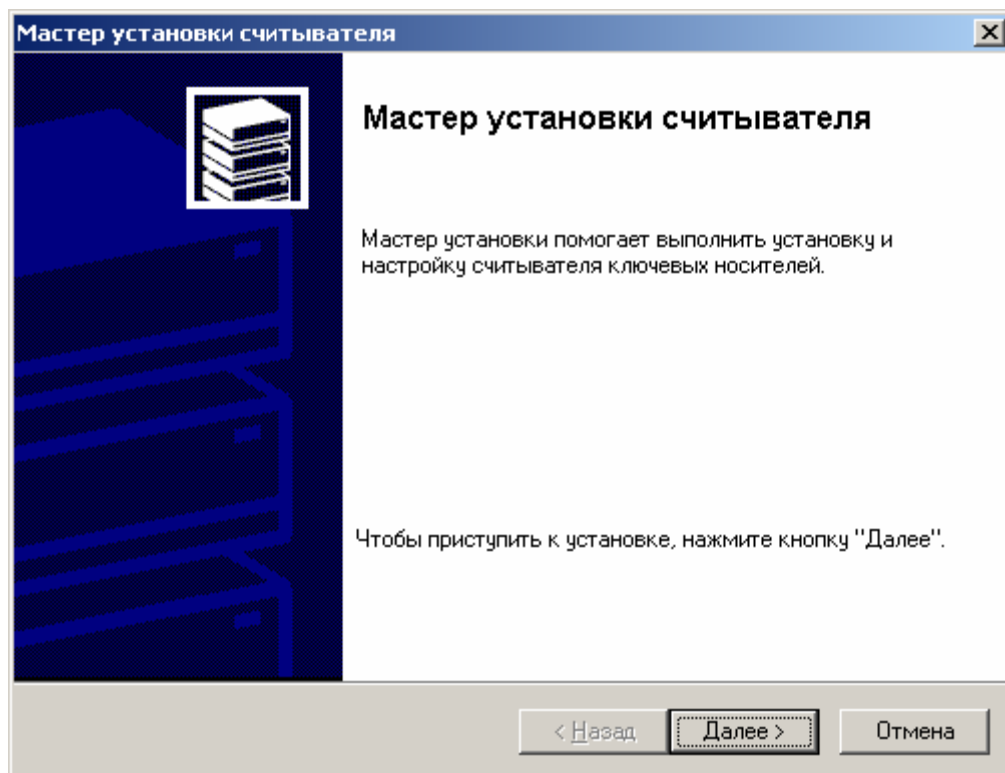 Мастер установки считывателя
Мастер установки считывателя
Мастер установки помогает выполнить установку и
настройку считывателя ключевых носителей.
Чтобы приступить к установке, нажмите кнопку "Далее".
< Назад
Далее >
Отмена